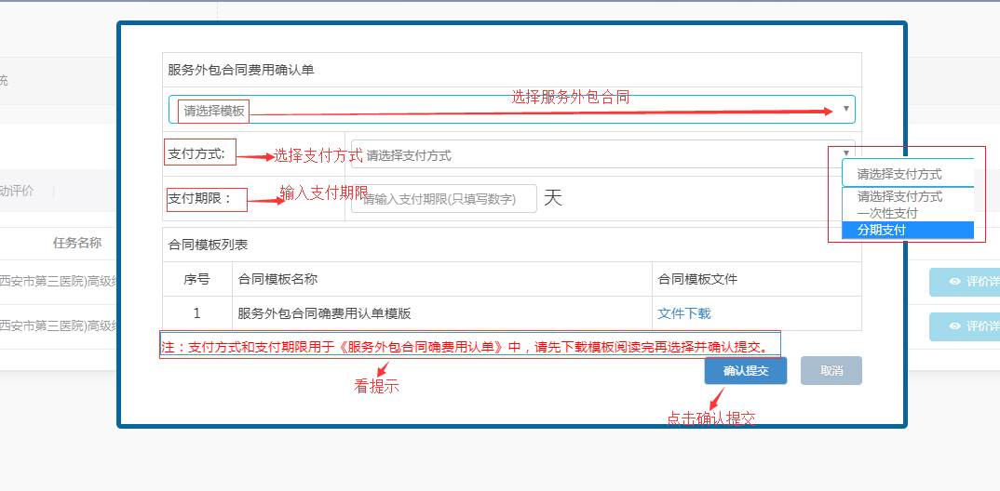 服务外包合同费用确认单
请选择模板
选择服务外包合同
统
支付方式:
选择支付方式
请选择支付方式
请选择支付方式
支付期限：
输入支付期限
请输入支付期限(只填写数字)
天
请选择支付方式
一次性支付
分期支付
动评价
合同模板列表
任务名称
序号
合同模板名称
合同模板文件
西安市第三医院)高级
评价详
1
服务外包合同确费用认单模版
文件下载
西安市第三医院)高级
评价详
注：支付方式和支付期限用于《服务外包合同确费用认单》中，请先下载模板阅读完再选择并确认提交。
确认提交
取消
看提示
点击确认提交